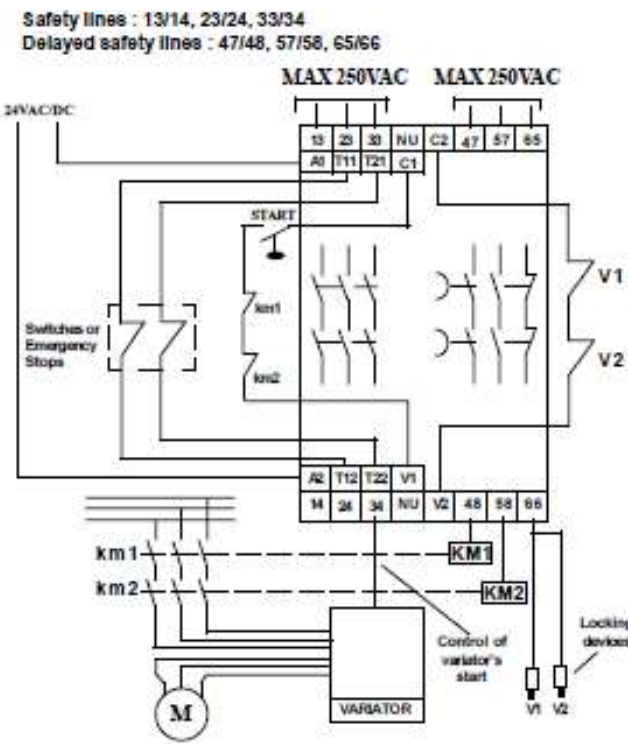 Safety lines : 13/14, 23/24, 33/34
Delayed safety lines : 47/48, 57/58, 65/66
MAX 250VAC MAX 250VAC
24VAC/DC
13 23 33 NU C2 47 57 65
A1 T11 T21 C1
START
V1
km1
Switches or
Emergency
Stops
V2
km2
A2 T12 T22 V1
14 24 34 NU V2 48 58 66
km1 KM1
km2 KM2
Control of
variator's
start
Locking
devices
M
VARIATOR
V1 V2